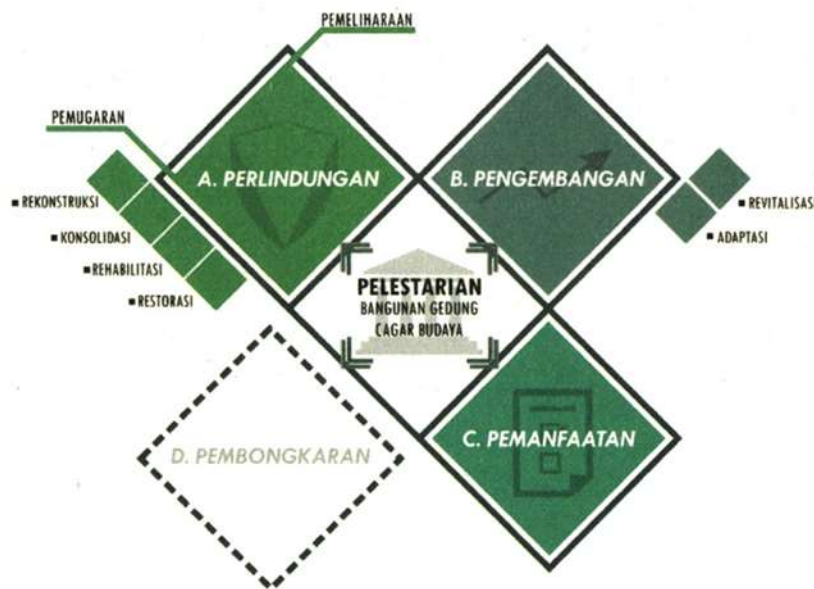 PEMELIHARAAN
PEMUGARAN
A. PERLINDUNGAN
B. PENGEMBANGAN
■ REKONSTRUKSI
■ KONSOLIDASI
■ REHABILITASI
■ RESTORASI
■ REVITALISAS
■ ADAPTASI
PELESTARIAN
BANGUNAN GEDUNG
CAGAR BUDAYA
D. PEMBONGKARAN
C. PEMANFAATAN